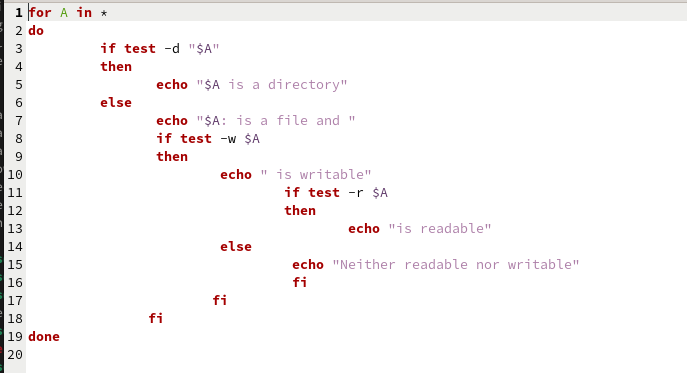 1 for A in *
2 do
3 if test -d "$A"
4 then
5 echo "$A is a directory"
6 else
7 echo "$A: is a file and "
8 if test -w $A
9 then
10 echo " is writable"
11 if test -r $A
12 then
13 echo "is readable"
14 else
15 echo "Neither readable nor writable"
16 fi
17 fi
18 fi
19 done
20